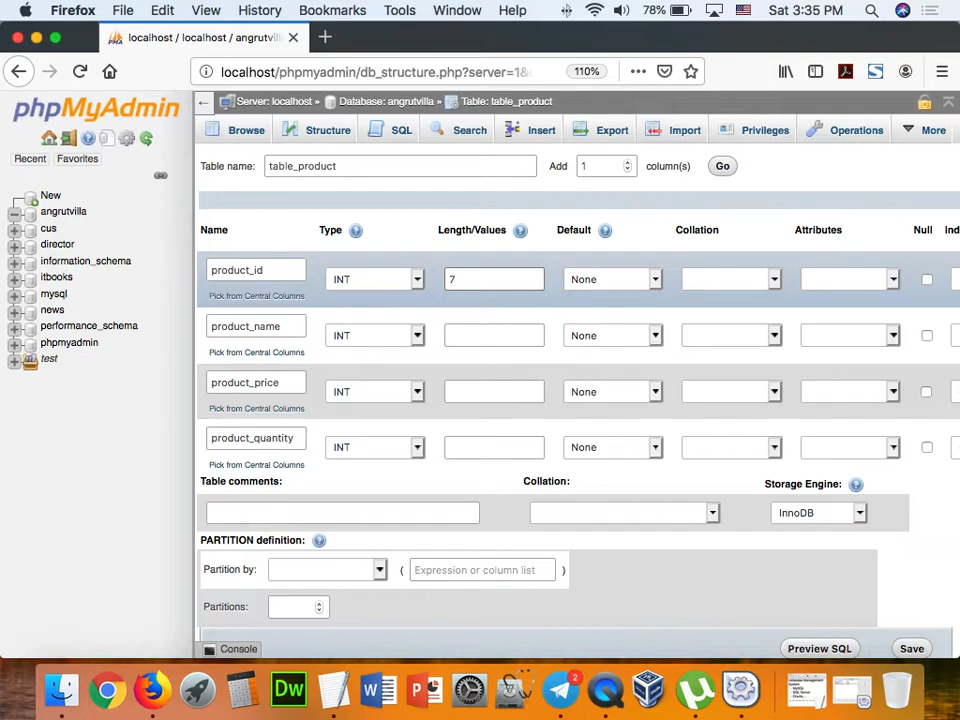 Firefox File Edit View History Bookmarks Tools Window Help 78% Sat 3:35 PM
PMA localhost / localhost / angrutvill
localhost/phpmyadmin/db_structure.php?server=1& 110%
phpMyAdmin
Server: localhost » Database: angrutvilla » Table: table_product
Browse Structure SQL Search Insert Export Import Privileges Operations More
Recent Favorites
Table name: table_product Add 1 column(s) Go
New
angrutvilla
cus
director
information_schema
itbooks
mysql
news
performance_schema
phpmyadmin
test
Name Type Length/Values Default Collation Attributes Null Ind
product_id INT 7 None
Pick from Central Columns
product_name INT None
Pick from Central Columns
product_price INT None
Pick from Central Columns
product_quantity INT None
Pick from Central Columns
Table comments: Collation: Storage Engine:
InnoDB
PARTITION definition:
Partition by: ( Expression or column list )
Partitions:
Console Preview SQL Save
Dw W P 2